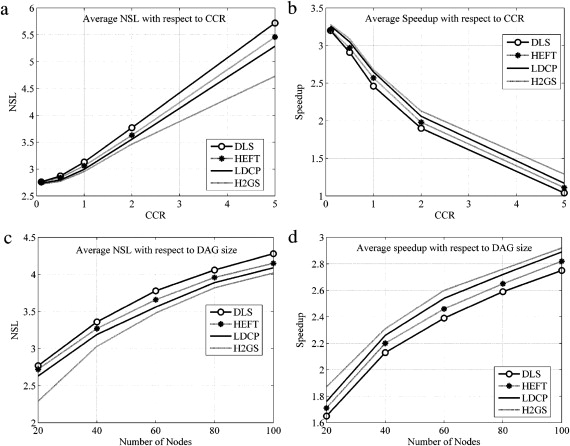 a
Average NSL with respect to CCR
6
5.5
5
4.5
4
3.5
3
2.5
NSL
0
1
2
3
4
5
CCR
DLS
HEFT
LDCP
H2GS
b
Average Speedup with respect to CCR
3.5
3
2.5
2
1.5
1
Speedup
0
1
2
3
4
5
CCR
DLS
HEFT
LDCP
H2GS
c
Average NSL with respect to DAG size
4.5
4
3.5
3
2.5
2
NSL
20
40
60
80
100
Number of Nodes
DLS
HEFT
LDCP
H2GS
d
Average speedup with respect to DAG size
3
2.8
2.6
2.4
2.2
2
1.8
1.6
Speedup
20
40
60
80
100
Number of Nodes
DLS
HEFT
LDCP
H2GS